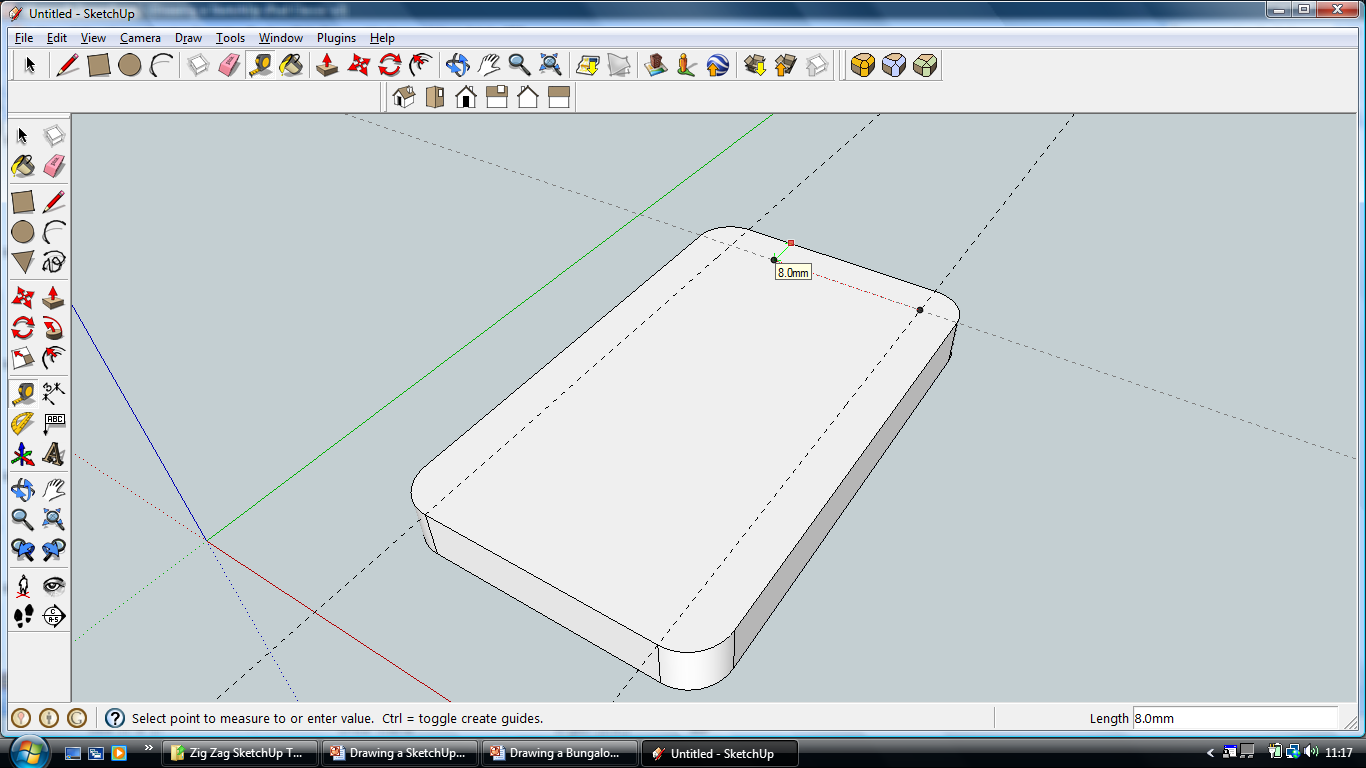 Untitled - SketchUp
File Edit View Camera Draw Tools Window Plugins Help
8.0mm
ABC
C
A-5
Select point to measure to or enter value. Ctrl = toggle create guides.
Length 8.0mm
Zig Zag SketchUp T...
Drawing a SketchUp...
Drawing a Bungalo...
Untitled - SketchUp
11:17